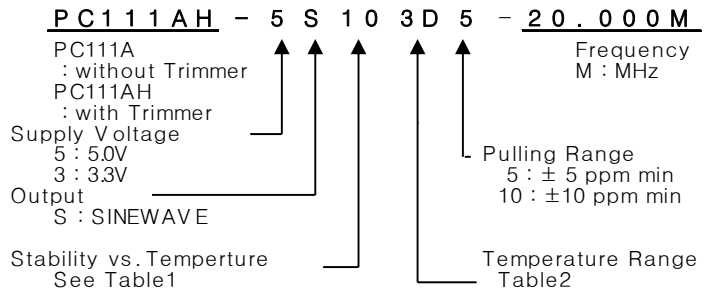 PC111AH - 5 S 10 3D 5 - 20.000M
PC111A
: without Trimmer
PC111AH
: with Trimmer
Frequency
M : MHz
Supply Voltage
5 : 5.0V
3 : 3.3V
Pulling Range
5 : ± 5 ppm min
10 : ±10 ppm min
Output
S : SINEWAVE
Stability vs. Temperture
See Table1
Temperature Range
Table2